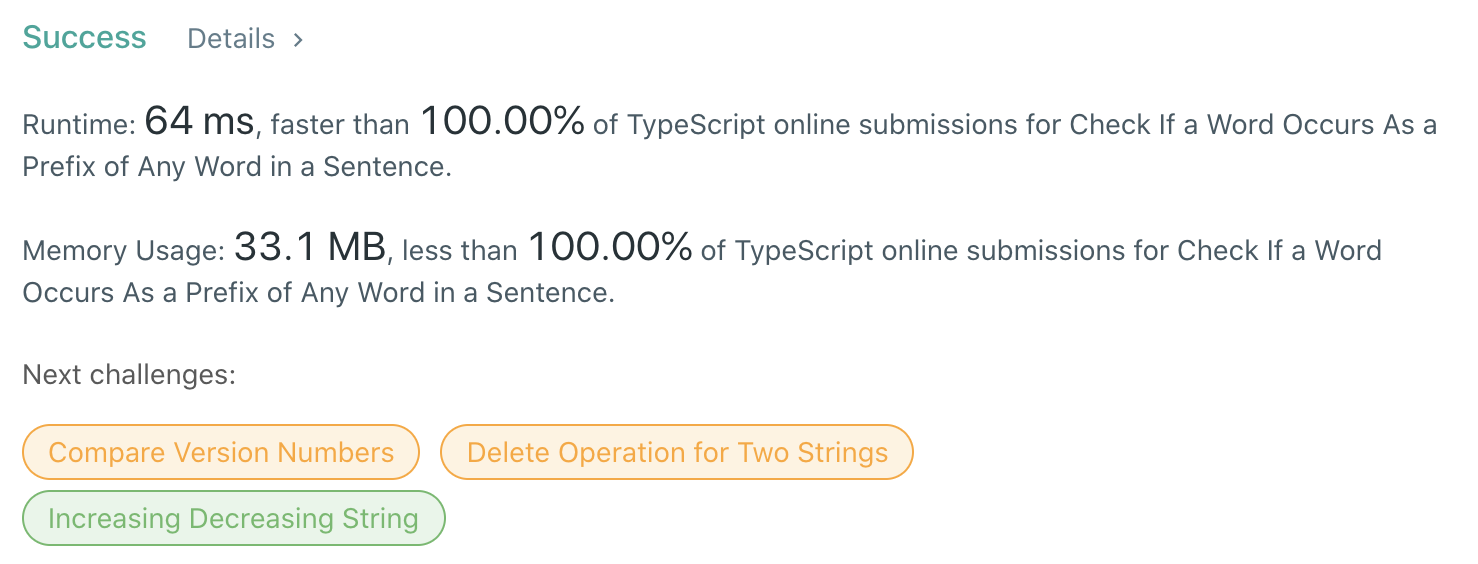 Success Details >
Runtime: 64 ms, faster than 100.00% of TypeScript online submissions for Check If a Word Occurs As a
Prefix of Any Word in a Sentence.
Memory Usage: 33.1 MB, less than 100.00% of TypeScript online submissions for Check If a Word
Occurs As a Prefix of Any Word in a Sentence.
Next challenges:
Compare Version Numbers Delete Operation for Two Strings
Increasing Decreasing String